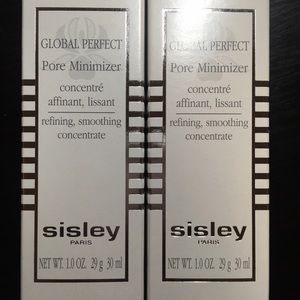 GLOBAL PERFECT
Pore Minimizer
concentré
affinant, lissant
refining, smoothing
concentrate
sisley
PARIS
NET WT. 1.0 OZ. 29 g 30 ml
GLOBAL PERFECT
Pore Minimizer
concentré
affinant, lissant
refining, smoothing
concentrate
sisley
PARIS
NET WT. 1.0 OZ. 29 g 30 ml